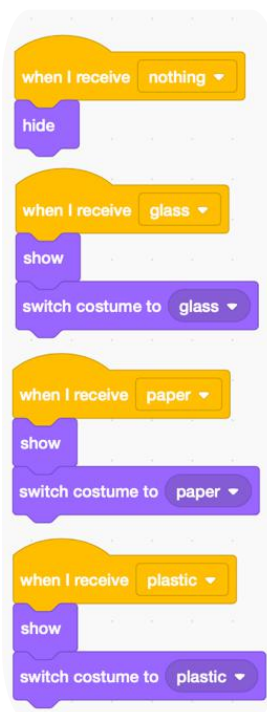 when I receive nothing
hide
when I receive glass
show
switch costume to glass
when I receive paper
show
switch costume to paper
when I receive plastic
show
switch costume to plastic